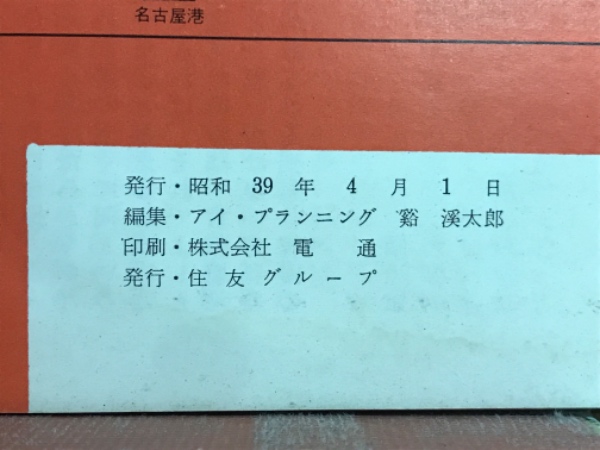 名古屋港
発行・昭和 39 年 4 月 1 日
編集・アイ・プランニング 谿 渓太郎
印刷・株式会社 電 通
発行・住 友 グ ル ー プ